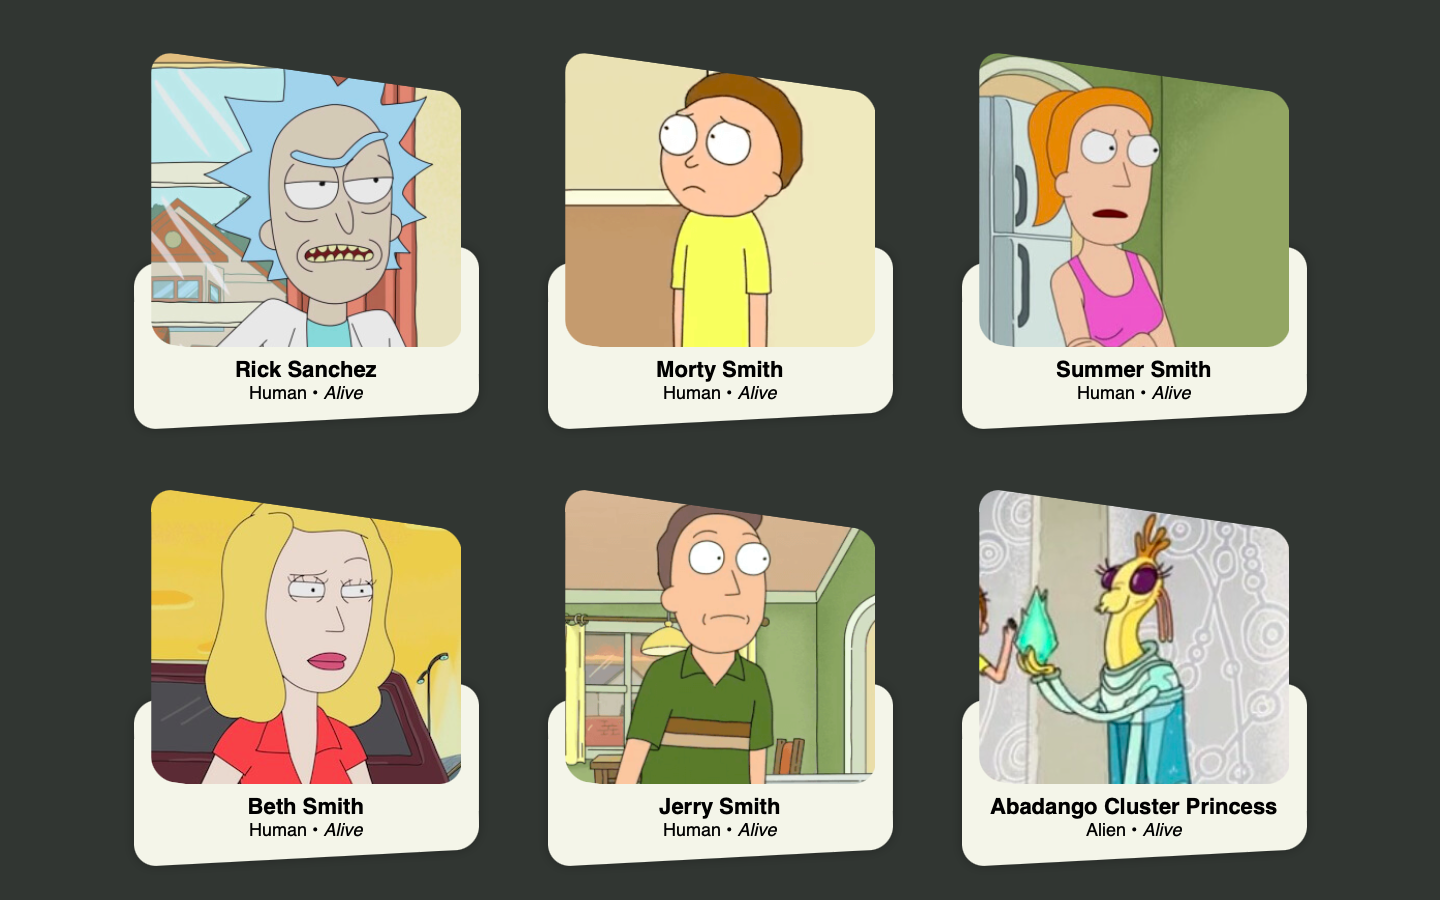 Rick Sanchez
Human • Alive
Morty Smith
Human • Alive
Summer Smith
Human • Alive
Beth Smith
Human • Alive
Jerry Smith
Human • Alive
Abadango Cluster Princess
Alien • Alive